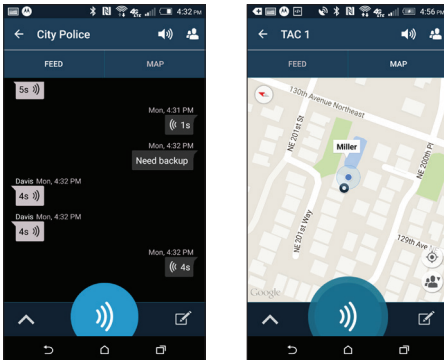 4:32 PM
City Police
FEED
MAP
5s
Mon, 4:31 PM
1s
Mon, 4:32 PM
Need backup
Davis Mon, 4:32 PM
4s
Davis Mon, 4:32 PM
4s
Mon, 4:32 PM
4s
4G LTE
4:56 PM
TAC 1
FEED
MAP
130th Avenue Northeast
NE 201st St
NE 200th Pl
Miller
NE 201st Way
129th Ave
Google